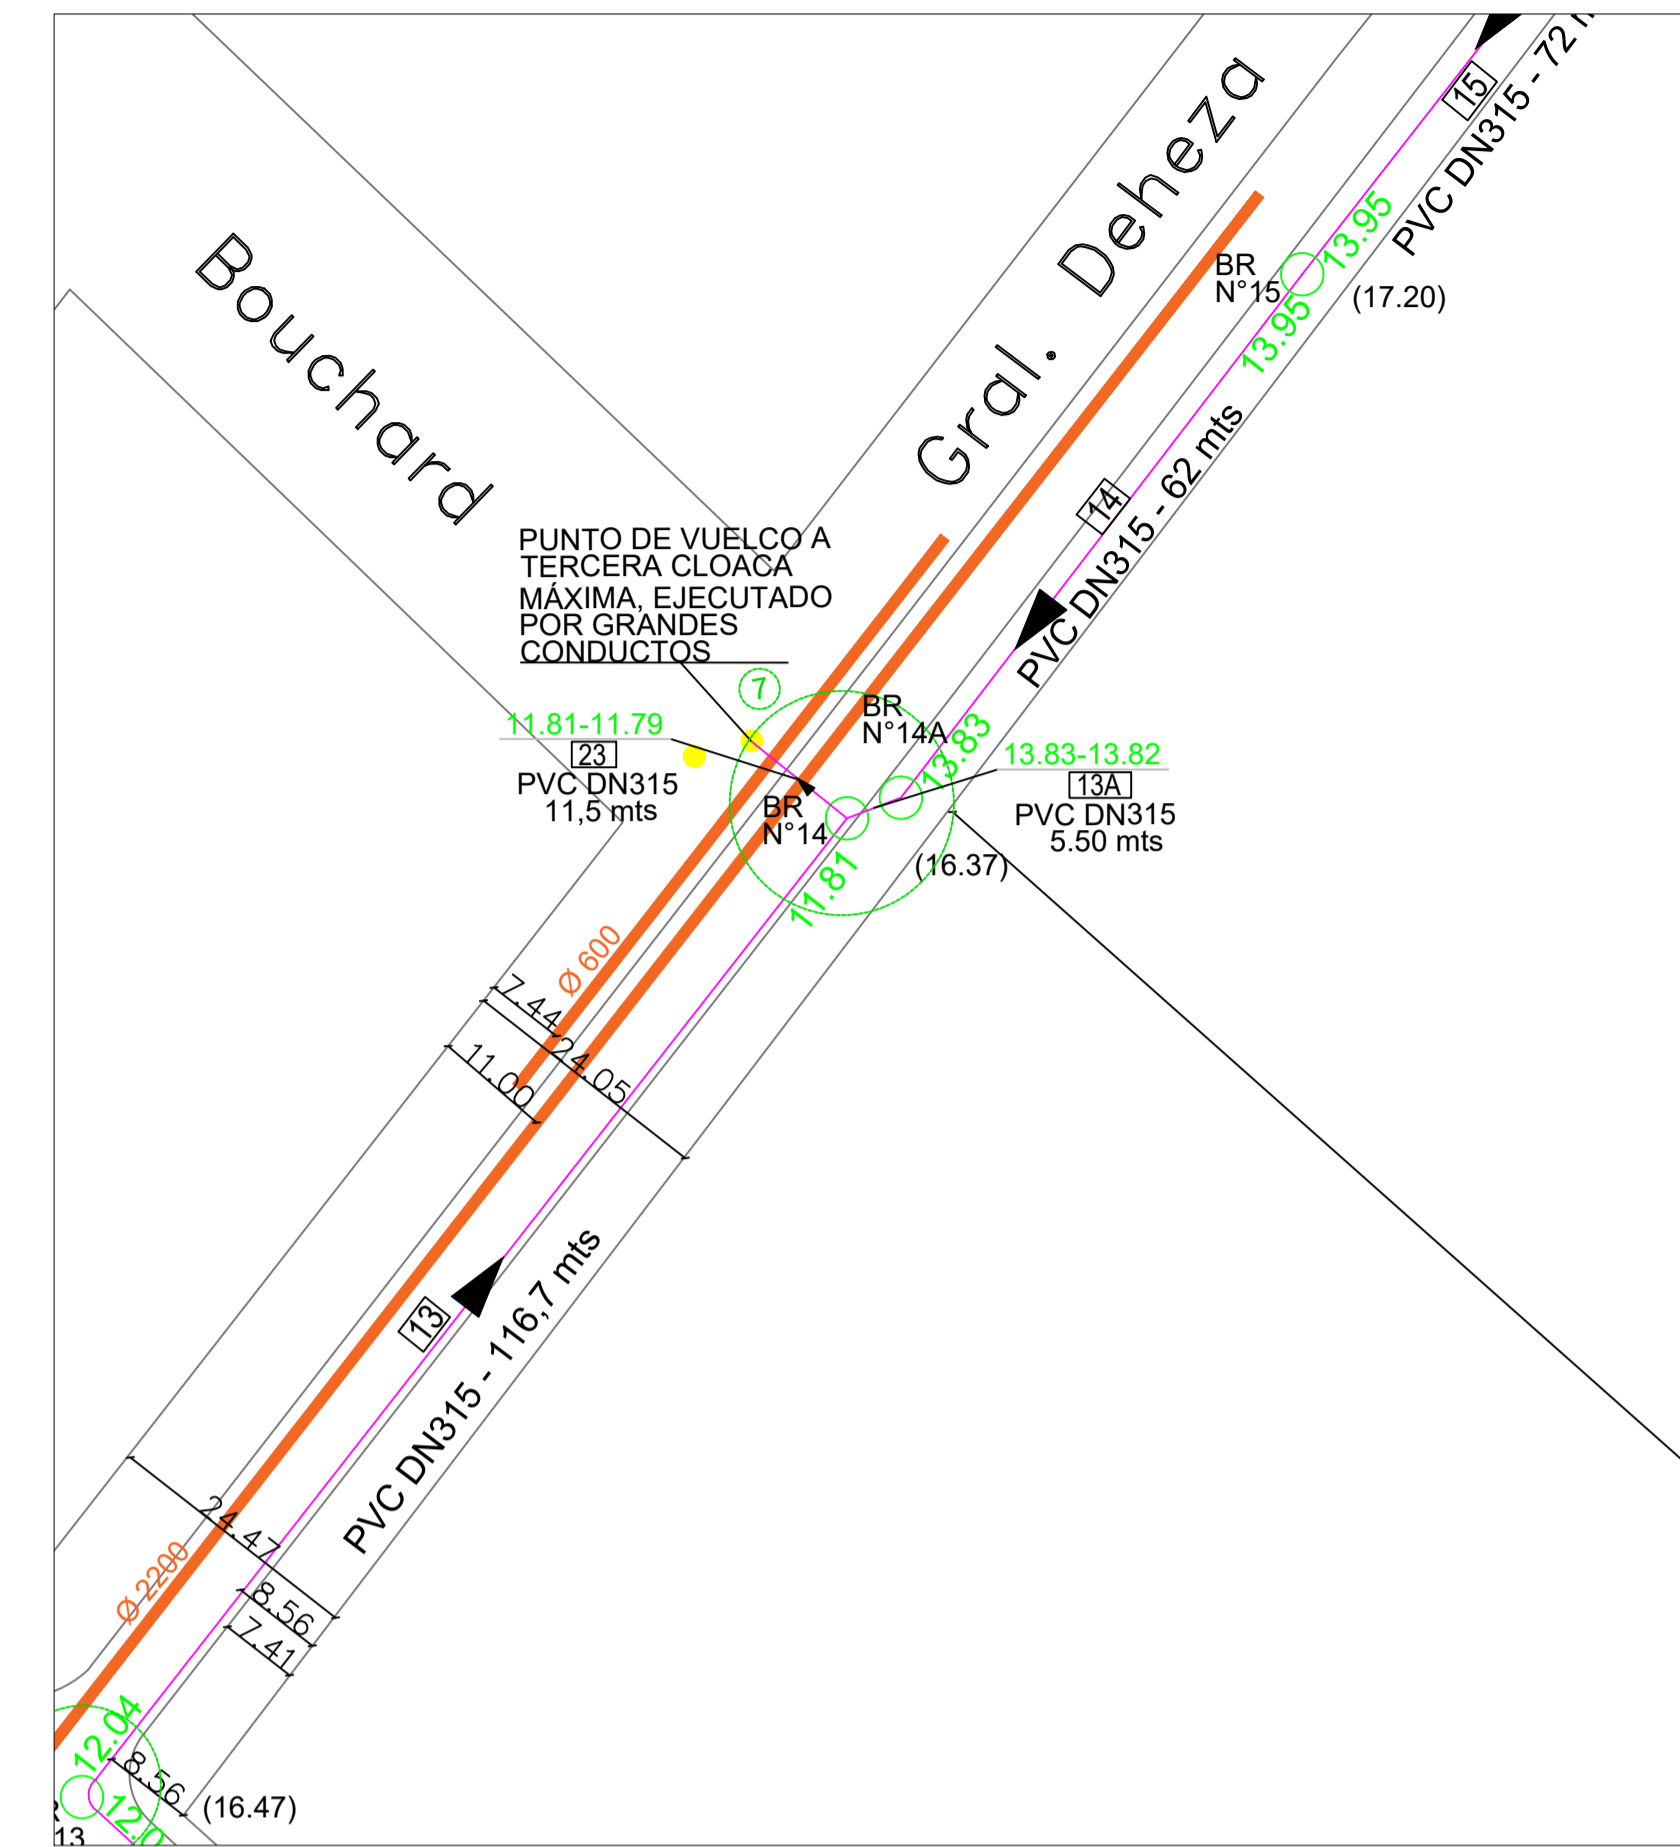 Bouchard
Gral. Deheza
15
PVC DN315 - 72
13.95
BR
N°15
(17.20)
13.95
14
PVC DN315 - 62 mts
PUNTO DE VUELCO A
TERCERA CLOACA
MÁXIMA, EJECUTADO
POR GRANDES
CONDUCTOS
7
11.81-11.79
23
PVC DN315
11,5 mts
BR
N°14A
13.83
13.83-13.82
13A
PVC DN315
5.50 mts
BR
N°14
(16.37)
11.81
Ø 600
7.44
24.05
11.00
13
PVC DN315 - 116,7 mts
24.47
Ø 2200
8.56
7.41
12.04
8.56
(16.47)
12.0
13